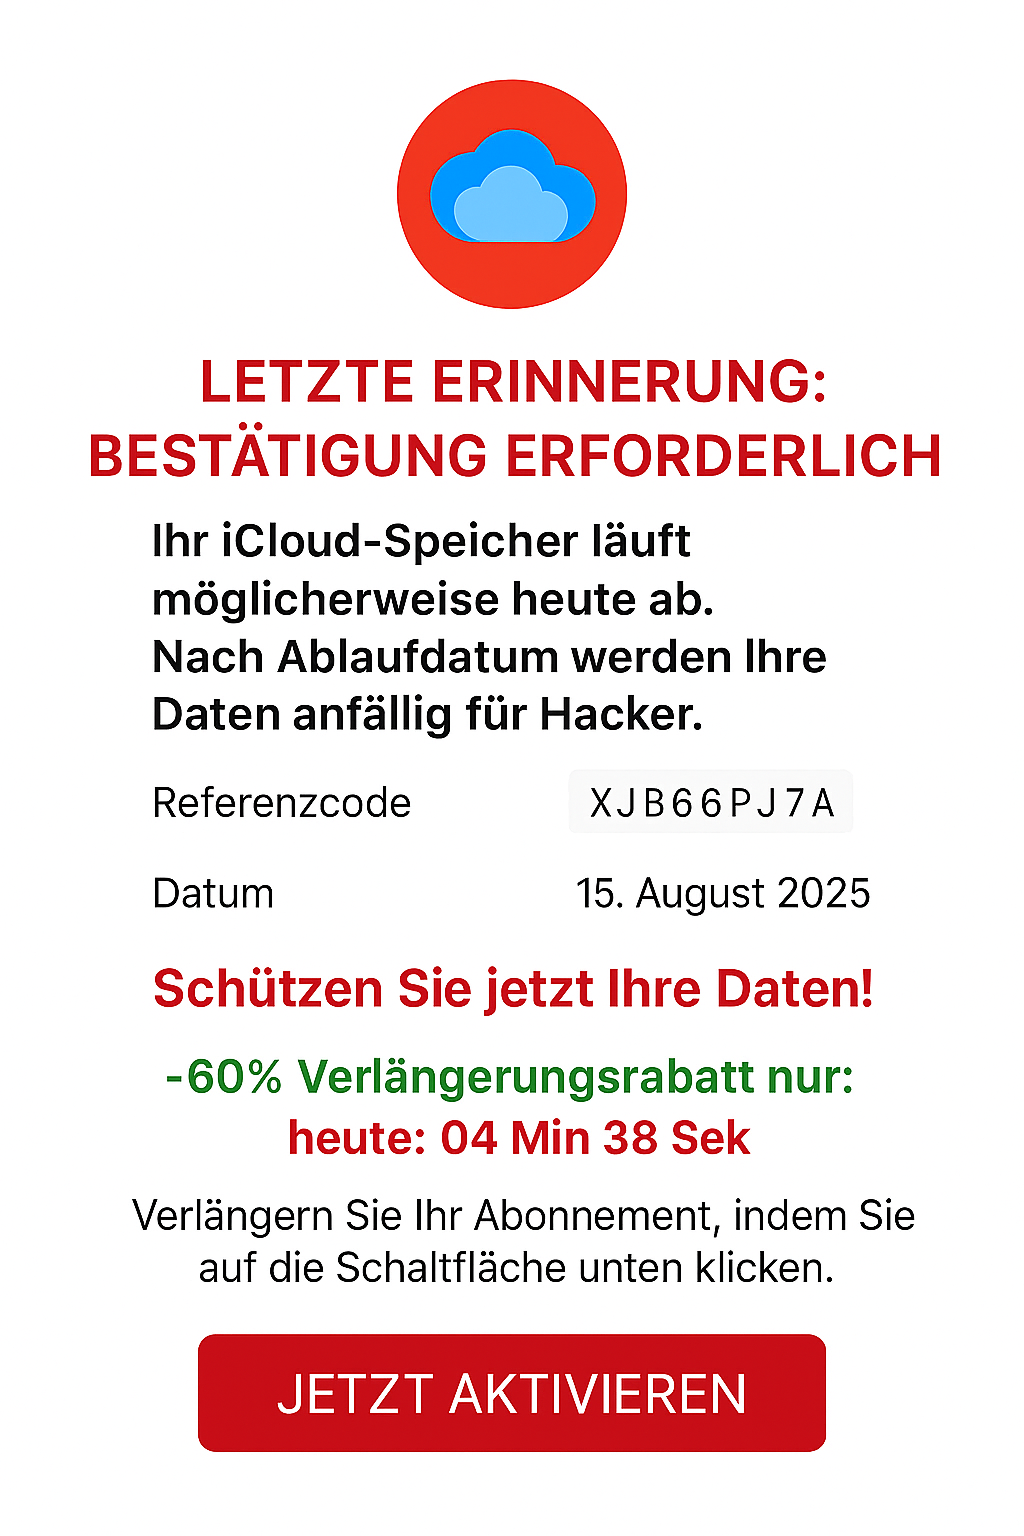 LETZTE ERINNERUNG:
BESTÄTIGUNG ERFORDERLICH
Ihr iCloud-Speicher läuft
möglicherweise heute ab.
Nach Ablaufdatum werden Ihre
Daten anfällig für Hacker.
Referenzcode XJB66PJ7A
Datum 15. August 2025
Schützen Sie jetzt Ihre Daten!
-60% Verlängerungsrabatt nur:
heute: 04 Min 38 Sek
Verlängern Sie Ihr Abonnement, indem Sie
auf die Schaltfläche unten klicken.
JETZT AKTIVIEREN